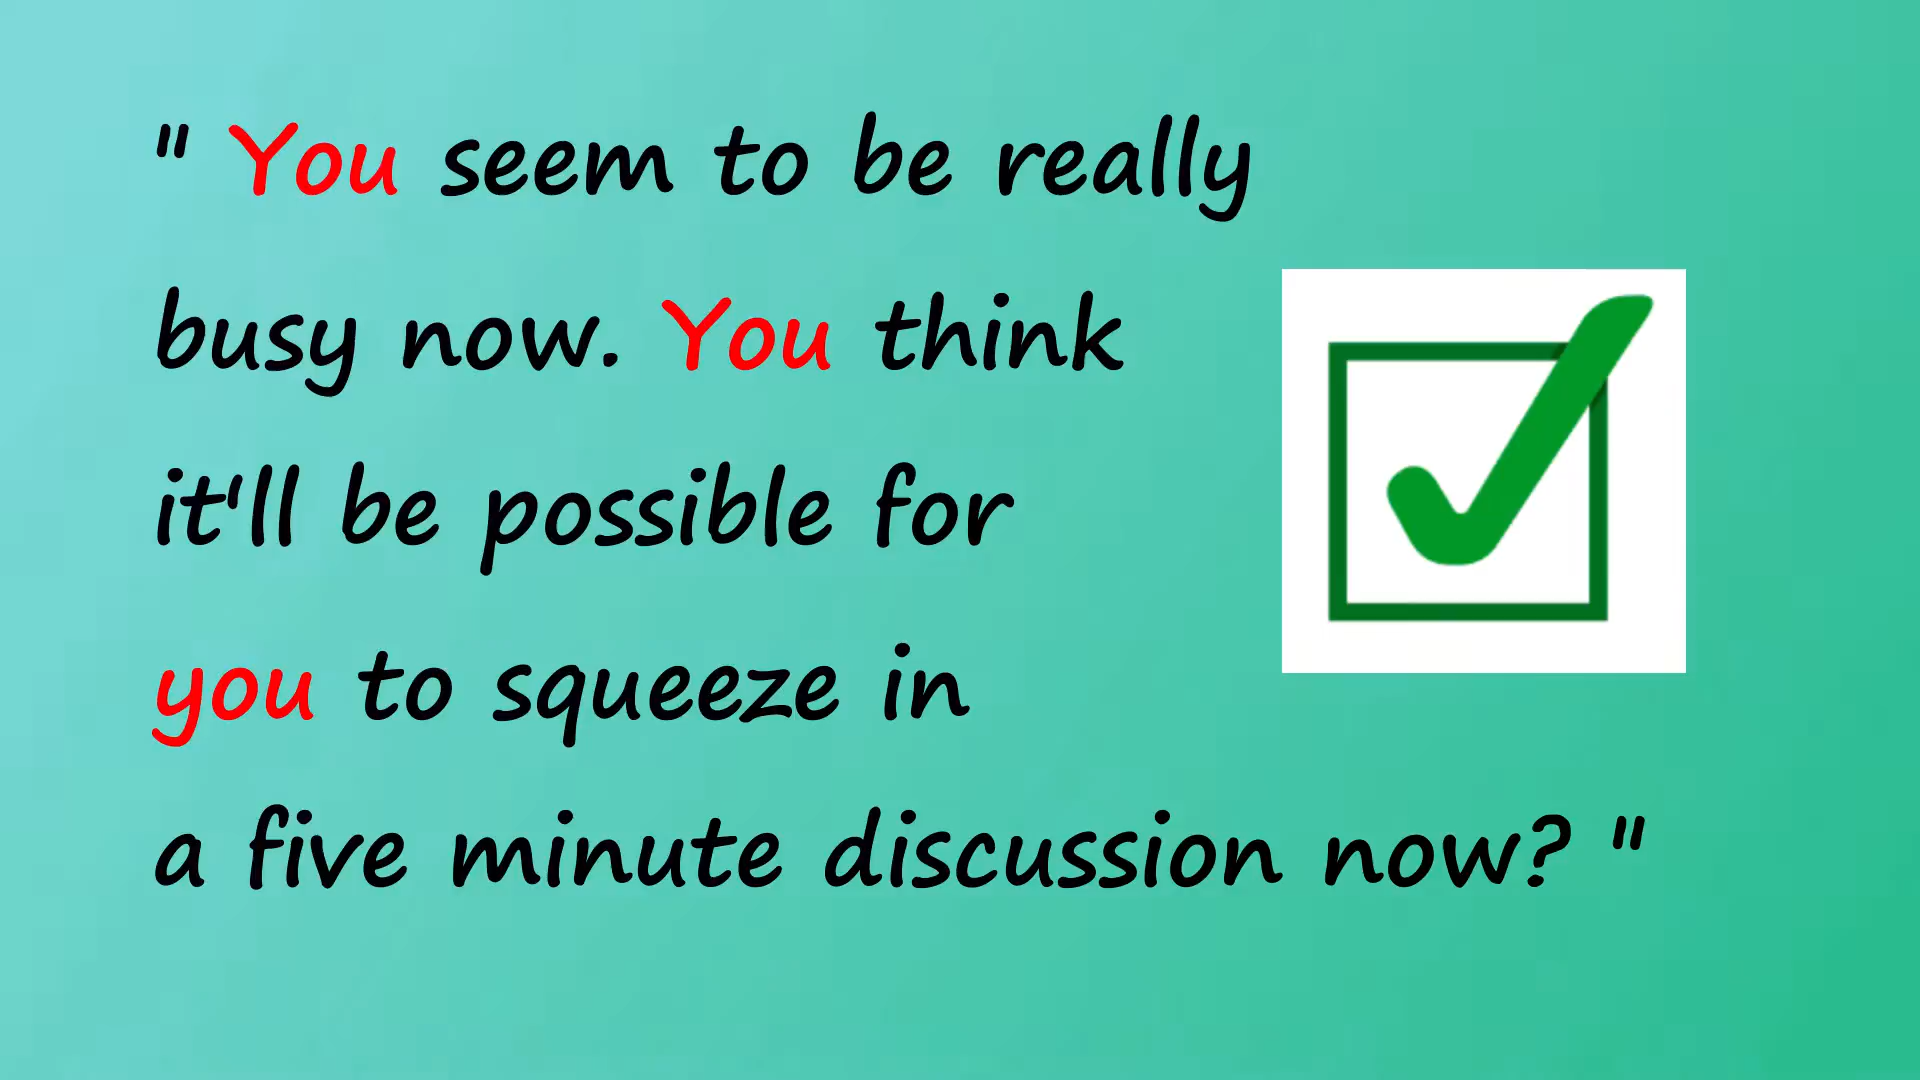 " You seem to be really
busy now. You think
it'll be possible for
you to squeeze in
a five minute discussion now? "